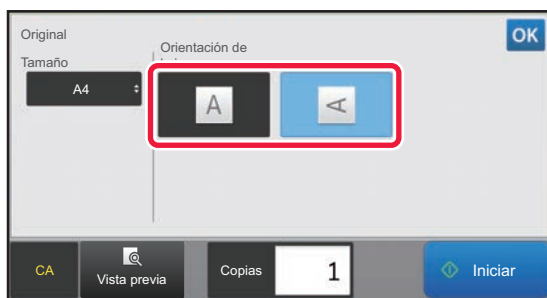 Original
OK
Orientación de
Tamaño
A4
A
A
CA
Vista previa
Copias
1
Iniciar